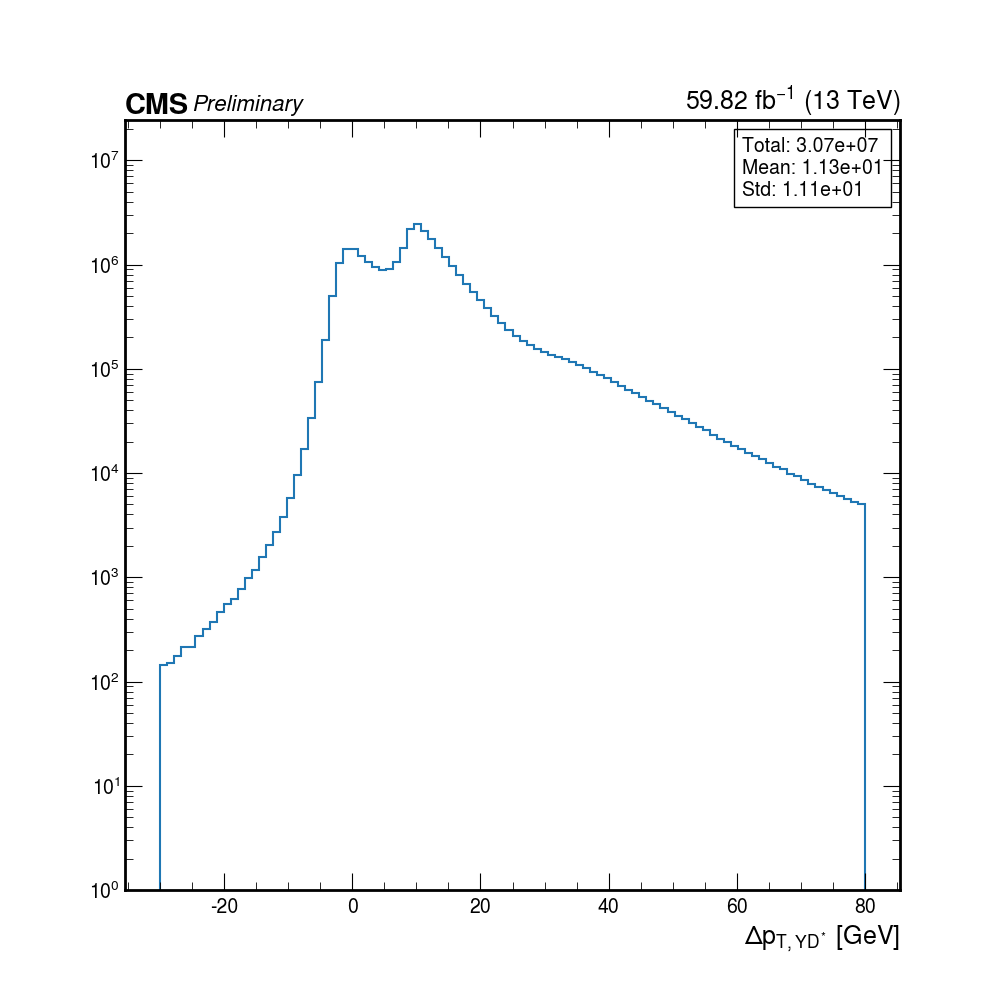 CMS Preliminary 59.82 fb⁻¹ (13 TeV)
Total: 3.07e+07
Mean: 1.13e+01
Std: 1.11e+01
10⁷
10⁶
10⁵
10⁴
10³
10²
10¹
10⁰
-20 0 20 40 60 80
Δp_T, YD* [GeV]